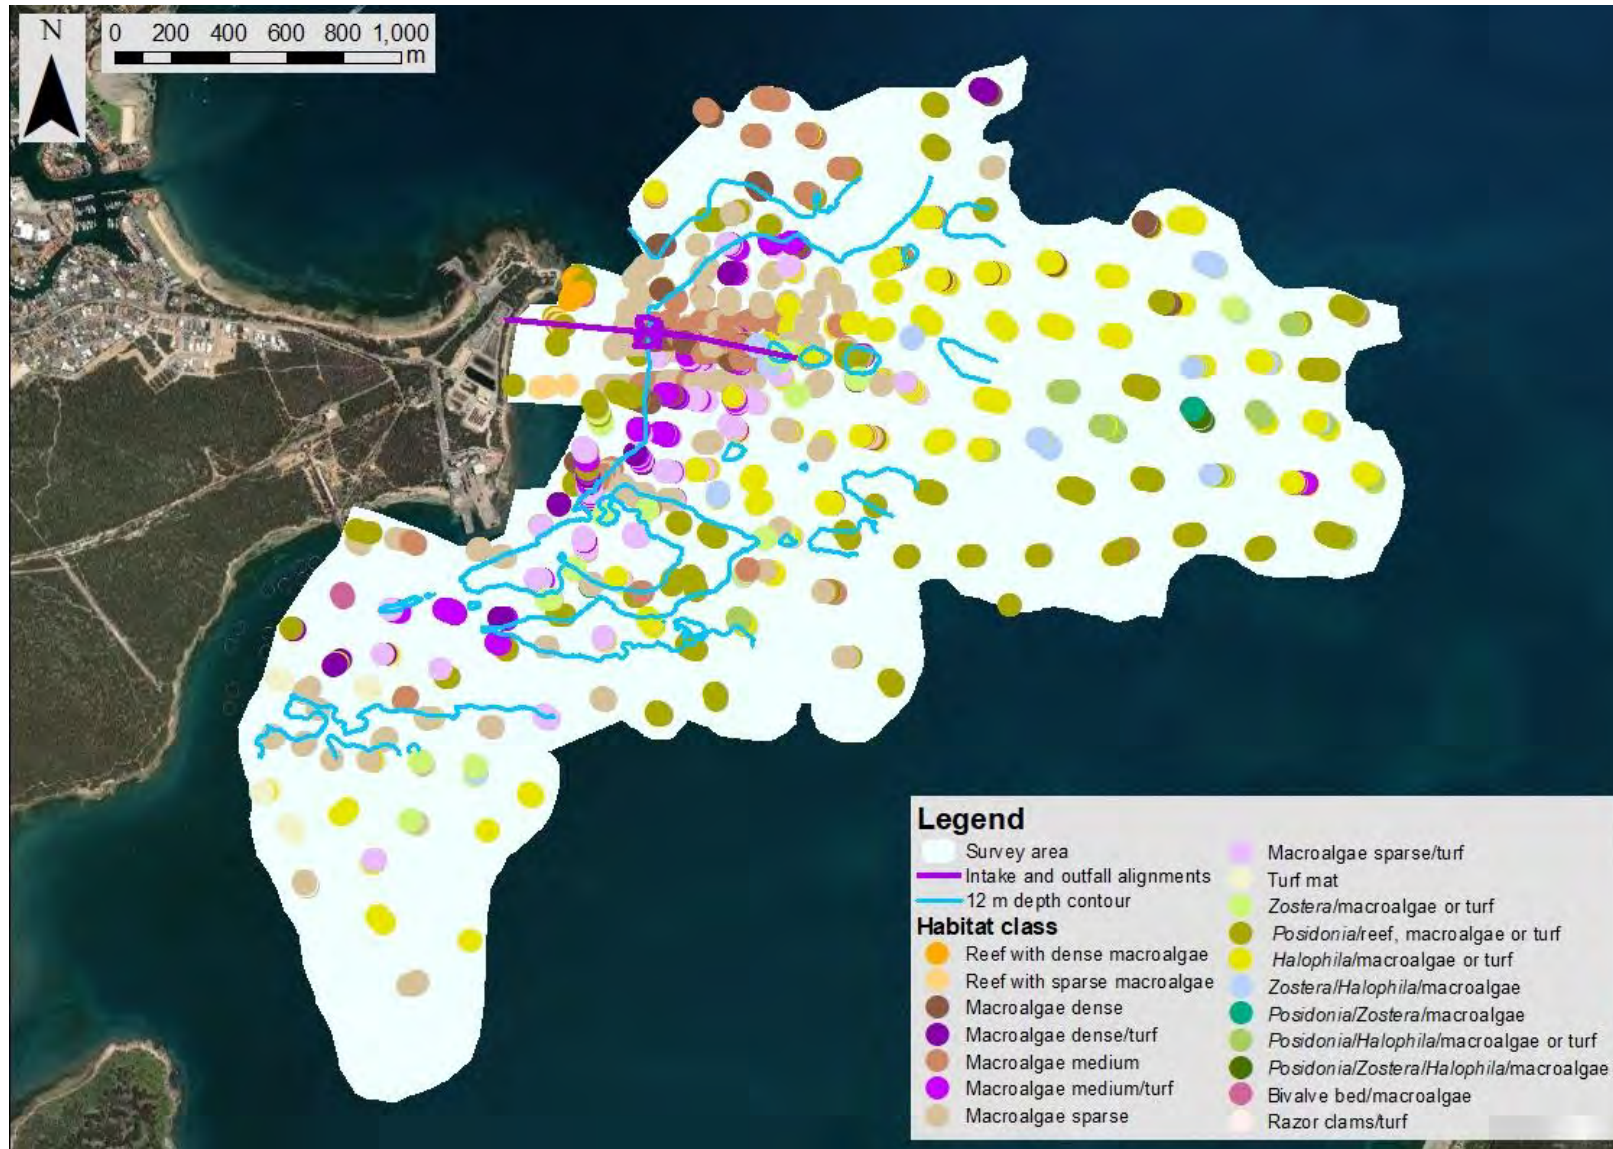 N
0 200 400 600 800 1,000
m
Legend
Survey area
Intake and outfall alignments
12 m depth contour
Habitat class
Reef with dense macroalgae
Reef with sparse macroalgae
Macroalgae dense
Macroalgae dense/turf
Macroalgae medium
Macroalgae medium/turf
Macroalgae sparse
Macroalgae sparse/turf
Turf mat
Zostera/macroalgae or turf
Posidonia/reef, macroalgae or turf
Halophila/macroalgae or turf
Zostera/Halophila/macroalgae
Posidonia/Zostera/macroalgae
Posidonia/Halophila/macroalgae or turf
Posidonia/Zostera/Halophila/macroalgae
Bivalve bed/macroalgae
Razor clams/turf